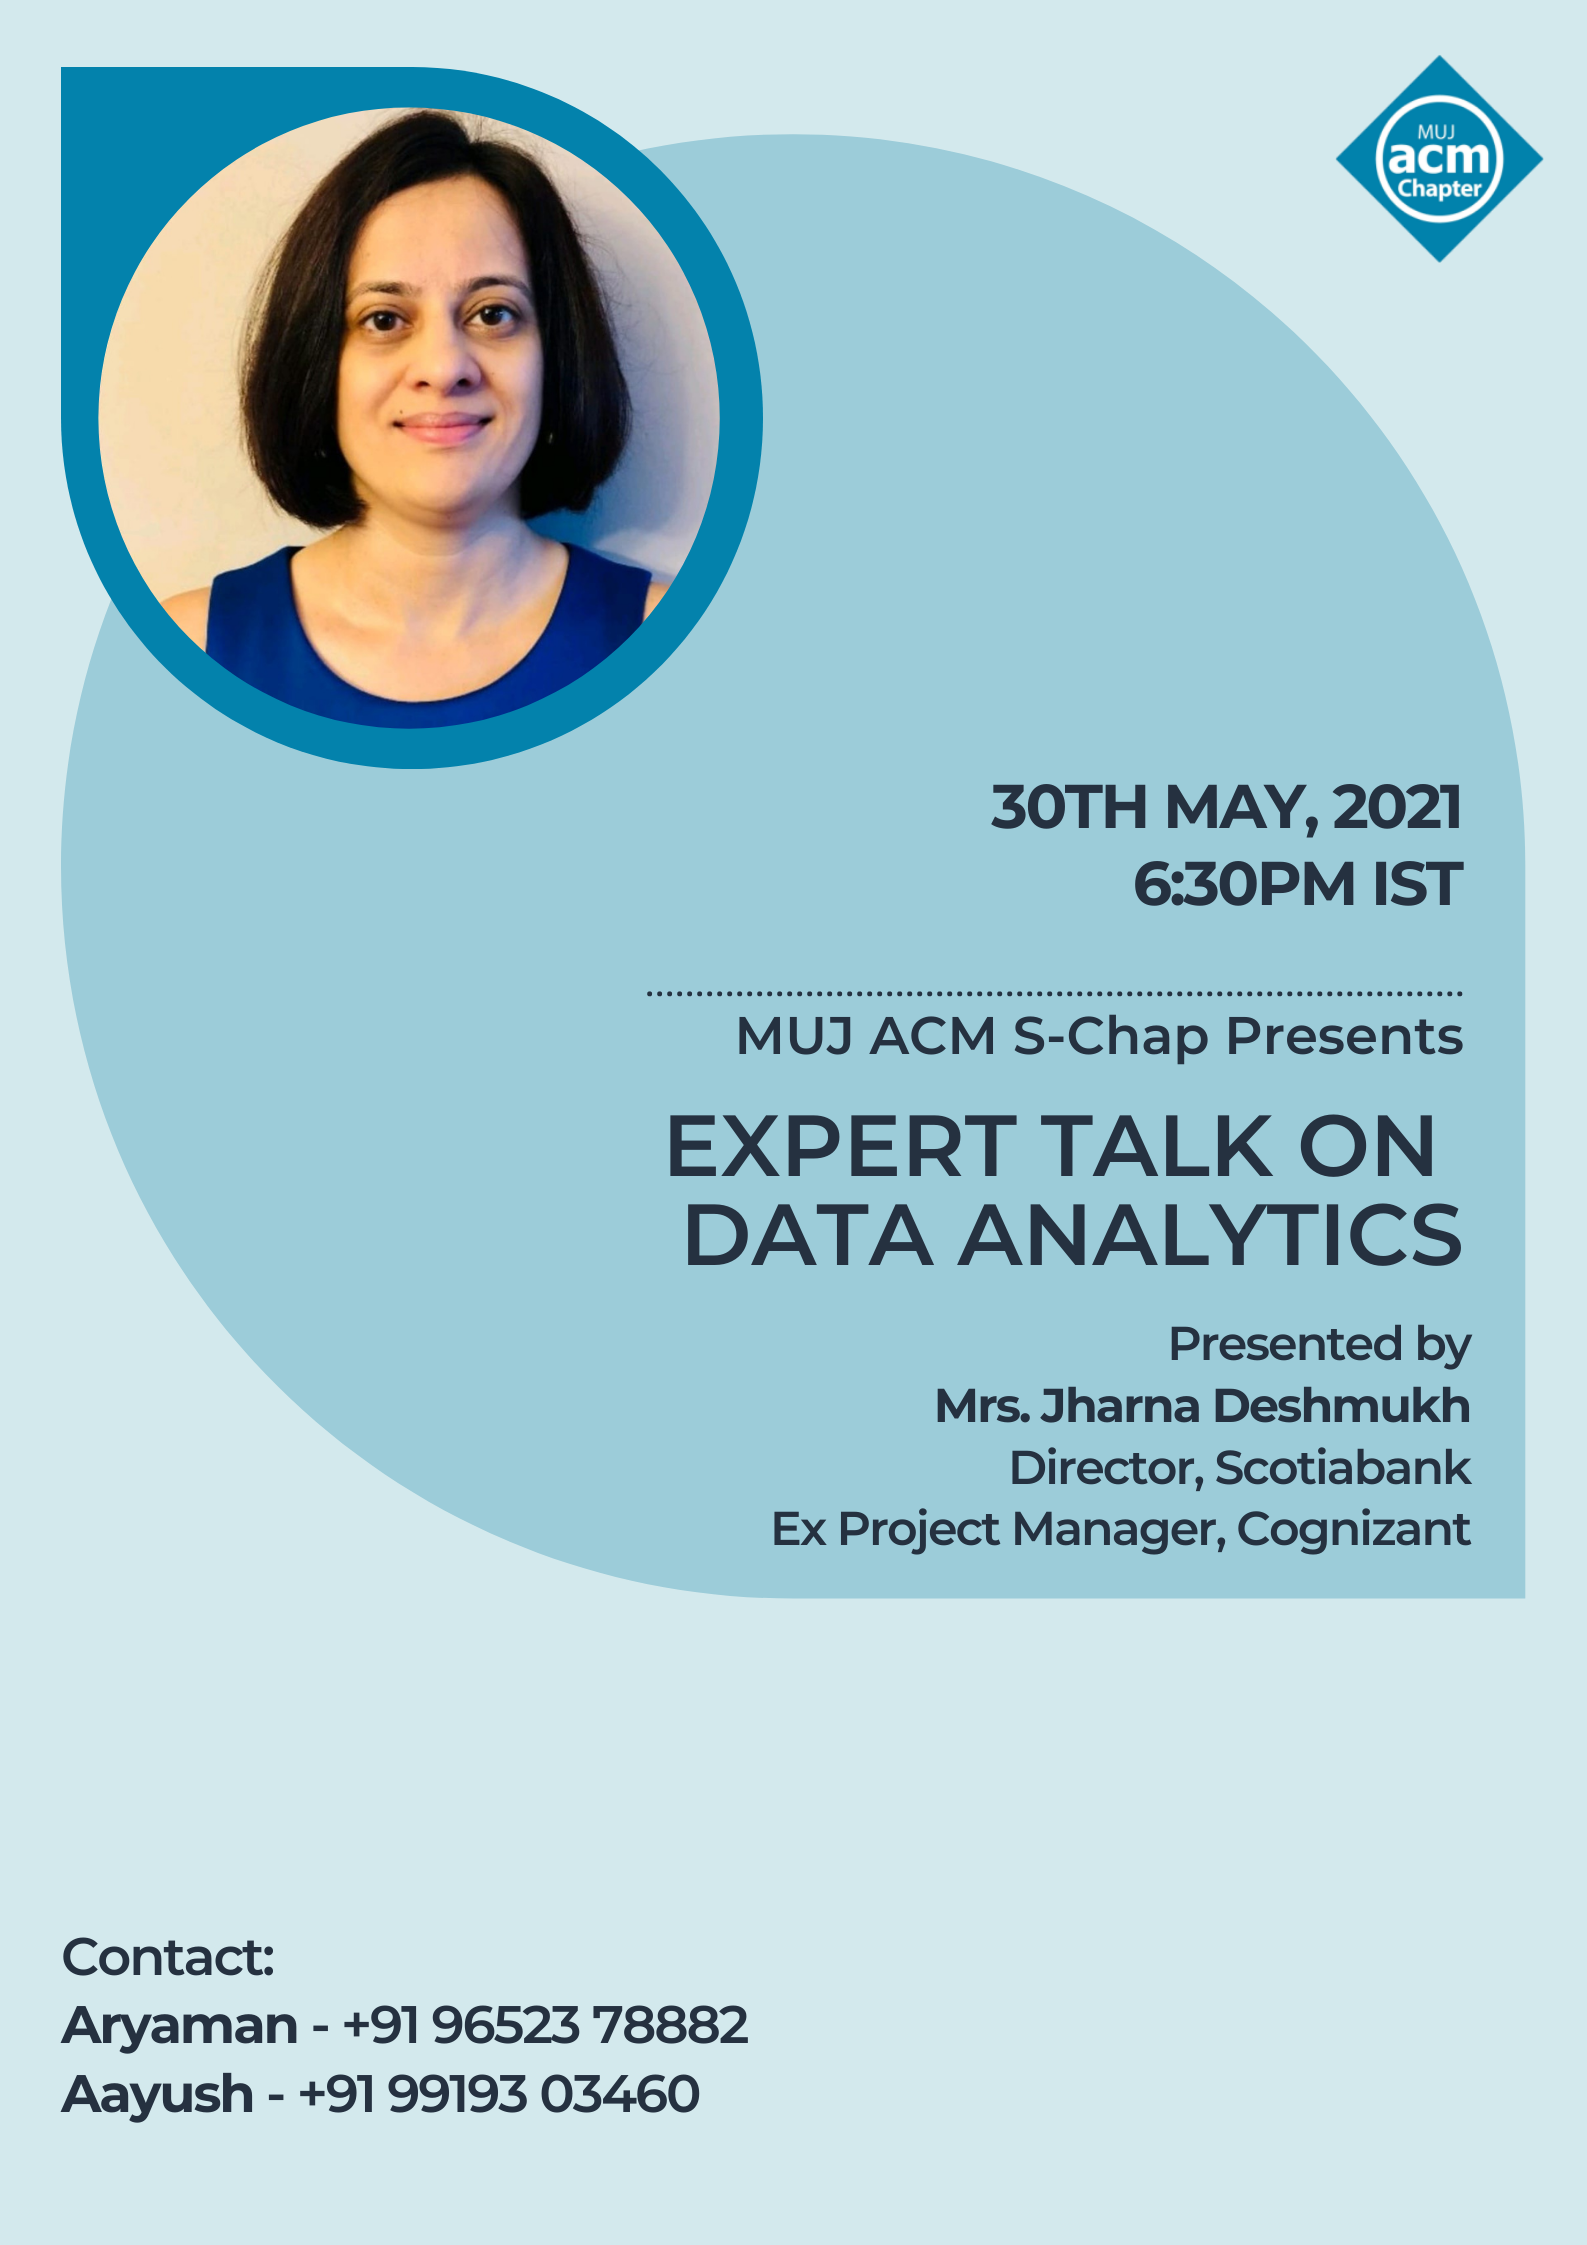 MUJ
acm
Chapter
30TH MAY, 2021
6:30PM IST
MUJ ACM S-Chap Presents
EXPERT TALK ON
DATA ANALYTICS
Presented by
Mrs. Jharna Deshmukh
Director, Scotiabank
Ex Project Manager, Cognizant
Contact:
Aryaman - +91 96523 78882
Aayush - +91 99193 03460